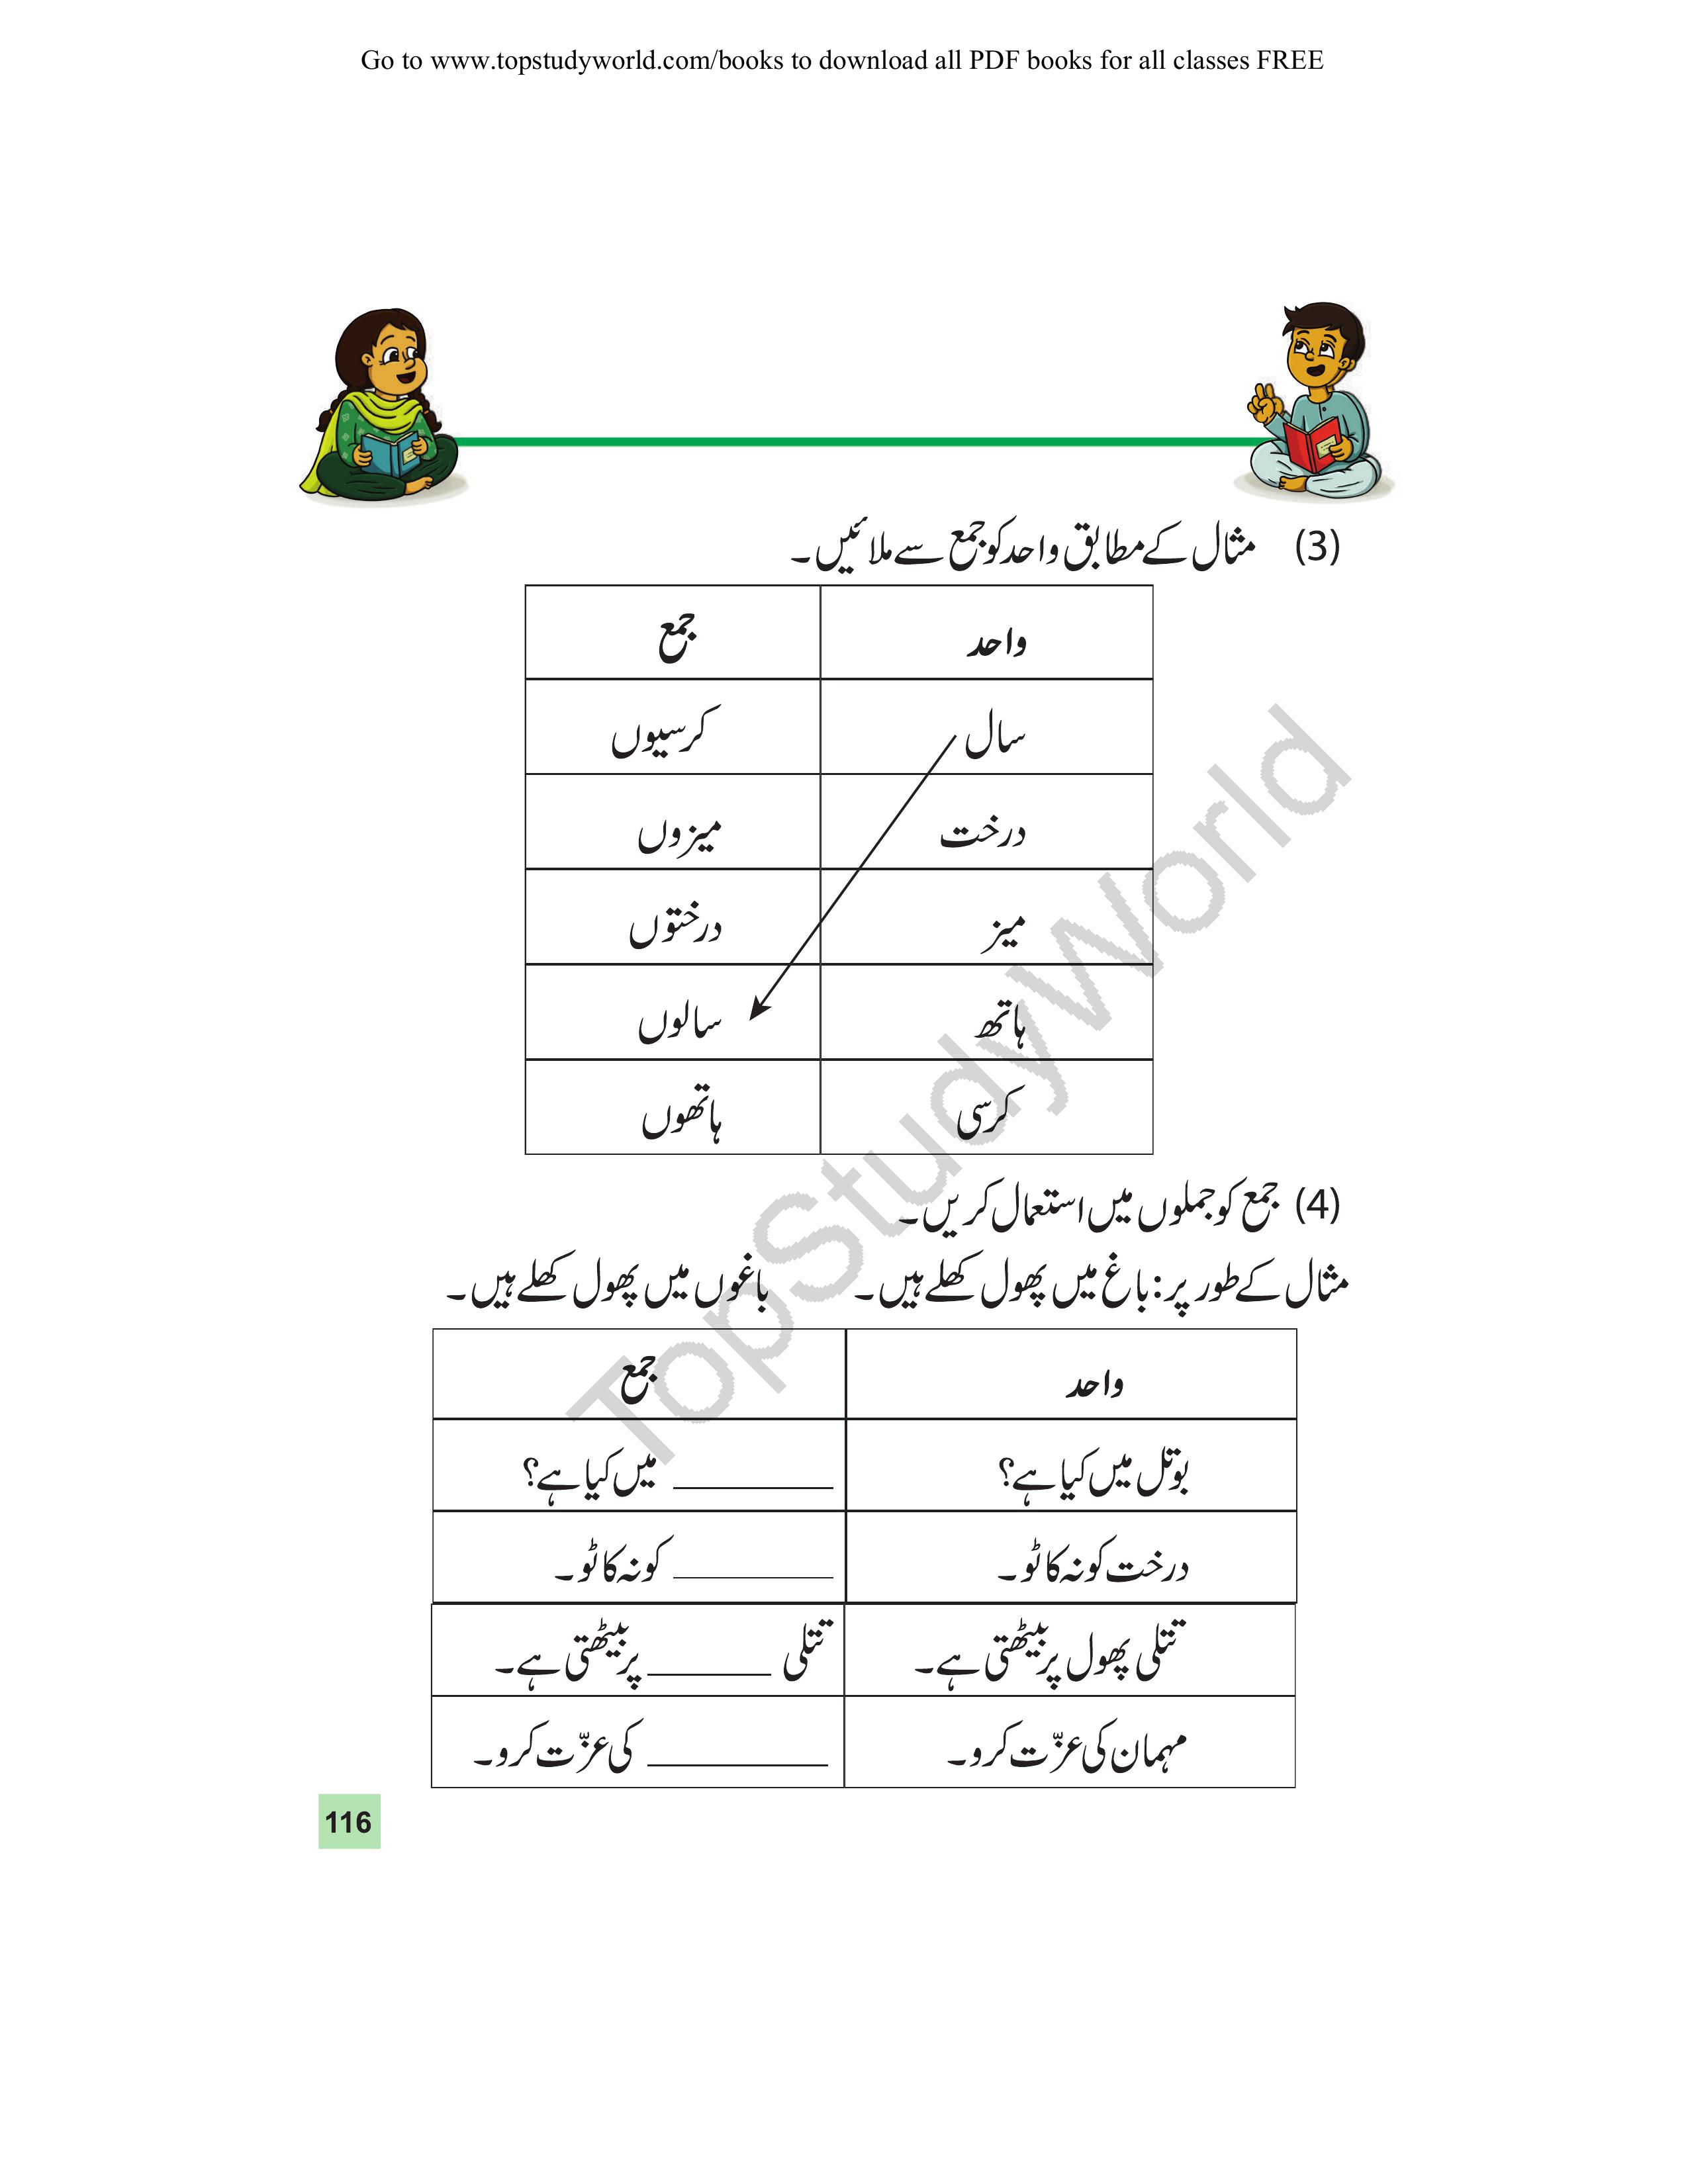 Go to www.topstudyworld.com/books to download all PDF books for all classes FREE
(3) مثال کے مطابق واحد کو جمع سے ملائیں۔
واحد جمع
سال کرسیوں
درخت میزوں
میز درختوں
ہاتھ سالوں
کرسی ہاتھوں
(4) جمع کو جملوں میں استعمال کریں۔
مثال کے طور پر: باغ میں پھول کھلے ہیں۔ باغوں میں پھول کھلے ہیں۔
واحد جمع
بوتل میں کیا ہے؟ ________ میں کیا ہے؟
درخت کو نہ کاٹو۔ ________ کو نہ کاٹو۔
تتلی پھول پر بیٹھتی ہے۔ تتلی ________ پر بیٹھتی ہے۔
مہمان کی عزّت کرو۔ ________ کی عزّت کرو۔
116
TopStudyWorld